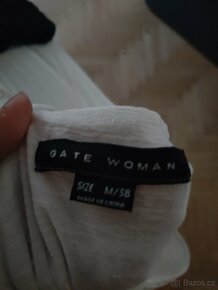 GATE WOMAN
SIZE M/38
MADE IN CHINA
Bazos.cz